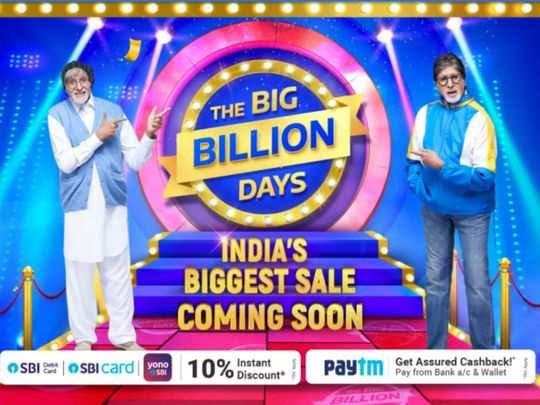 THE BIG
BILLION
DAYS
INDIA'S
BIGGEST SALE
COMING SOON
SBI Debit Card
SBI card
yono
SBI
10% Instant Discount*
paytm
Get Assured Cashback!*
Pay from Bank a/c & Wallet
BILLION